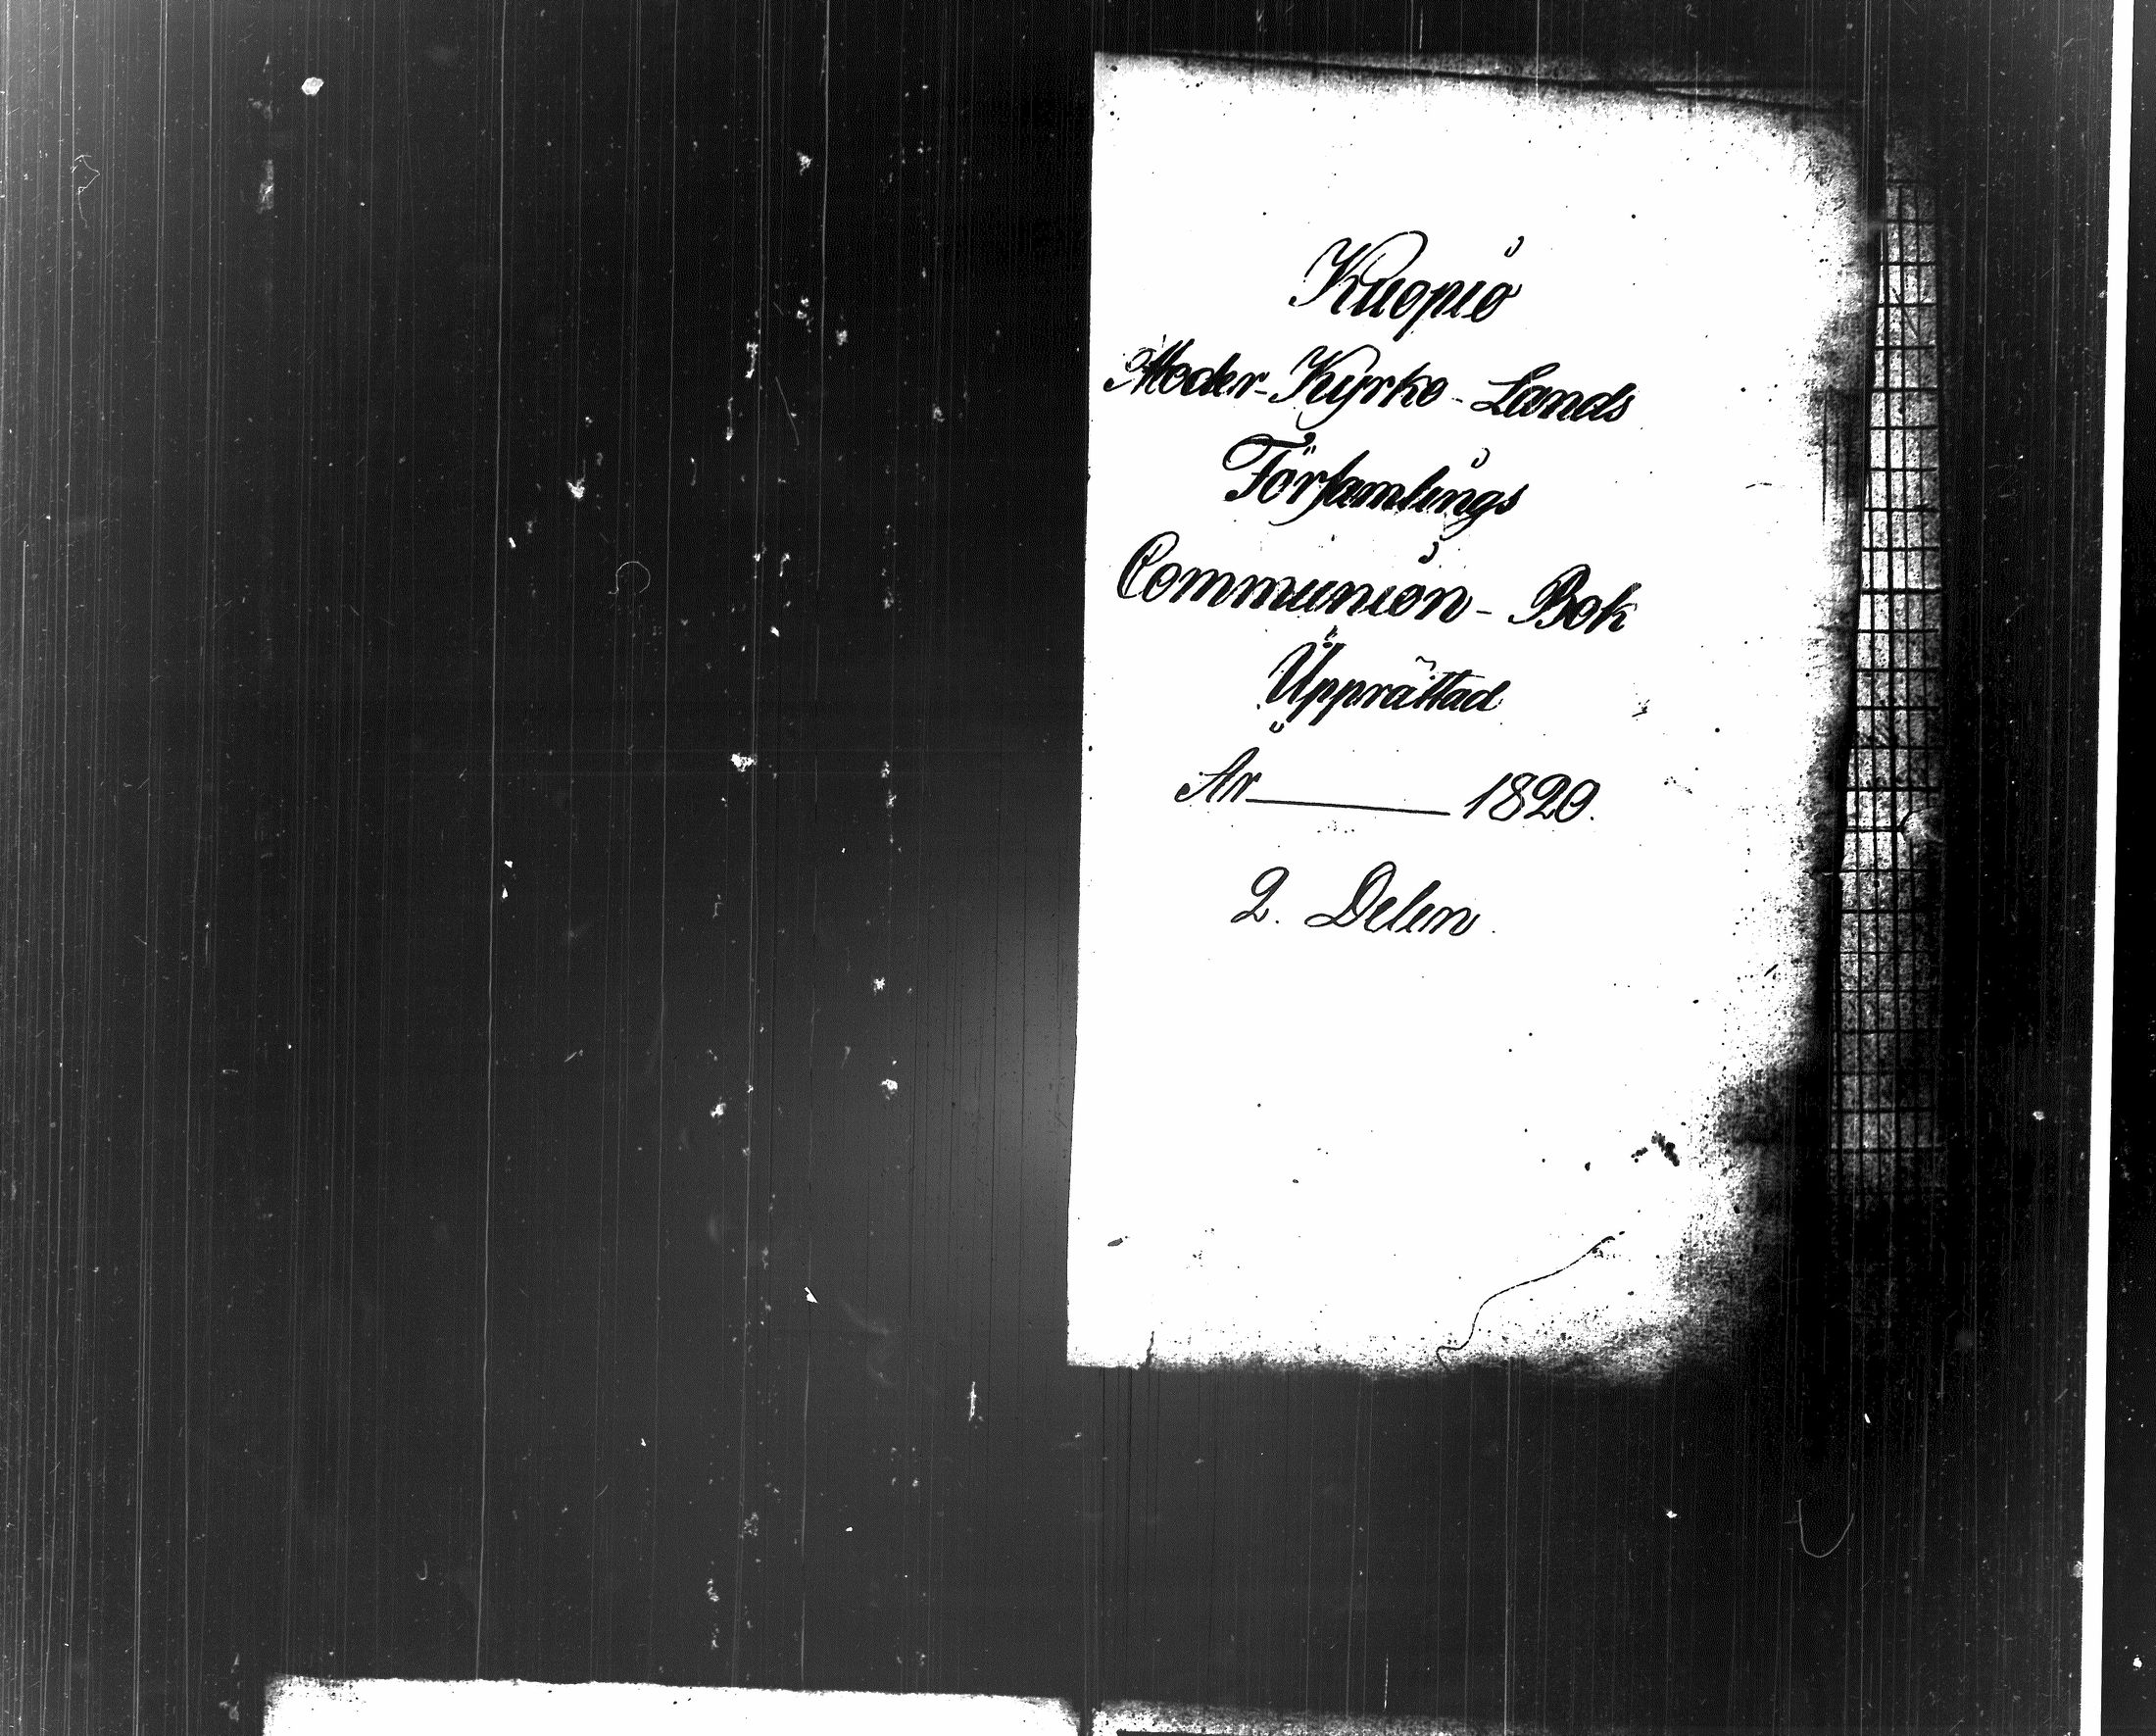 Kuopio
Moder-Kyrko-Lands
Församlings
Communion-Bok
Upprättad
År ——— 1820.
2. Delen.